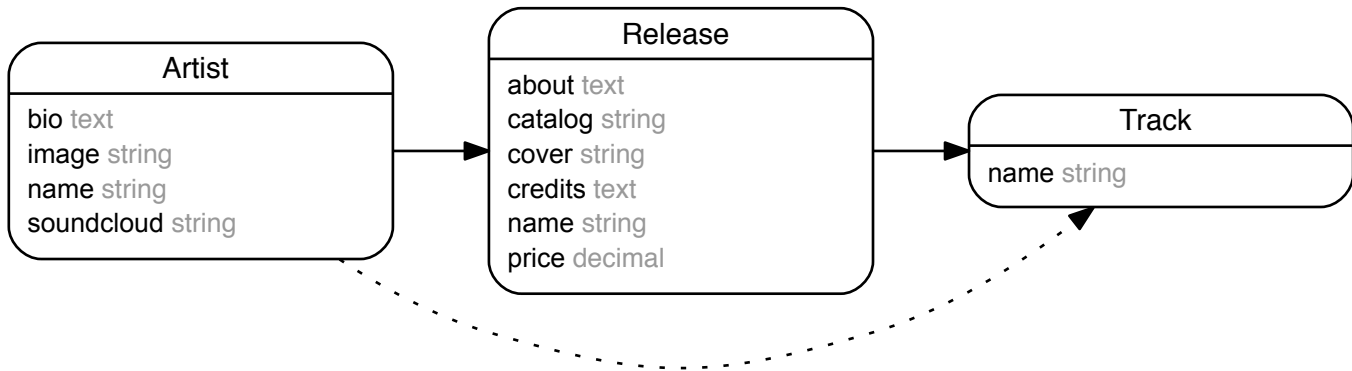 Artist
bio text
image string
name string
soundcloud string
Release
about text
catalog string
cover string
credits text
name string
price decimal
Track
name string